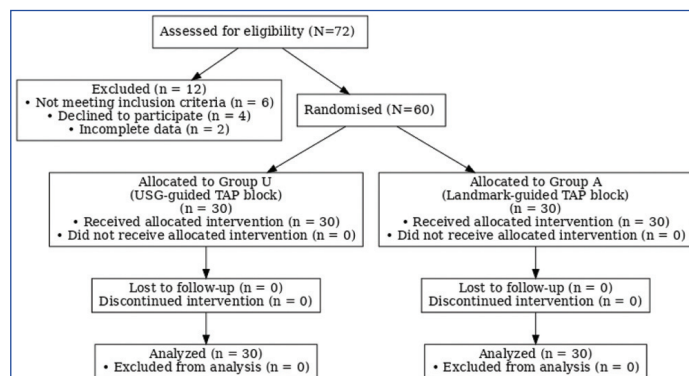 Assessed for eligibility (N=72)
Excluded (n = 12)
• Not meeting inclusion criteria (n = 6)
• Declined to participate (n = 4)
• Incomplete data (n = 2)
Randomised (N=60)
Allocated to Group U
(USG-guided TAP block)
(n = 30)
• Received allocated intervention (n = 30)
• Did not receive allocated intervention (n = 0)
Allocated to Group A
(Landmark-guided TAP block)
(n = 30)
• Received allocated intervention (n = 30)
• Did not receive allocated intervention (n = 0)
Lost to follow-up (n = 0)
Discontinued intervention (n = 0)
Lost to follow-up (n = 0)
Discontinued intervention (n = 0)
Analyzed (n = 30)
• Excluded from analysis (n = 0)
Analyzed (n = 30)
• Excluded from analysis (n = 0)